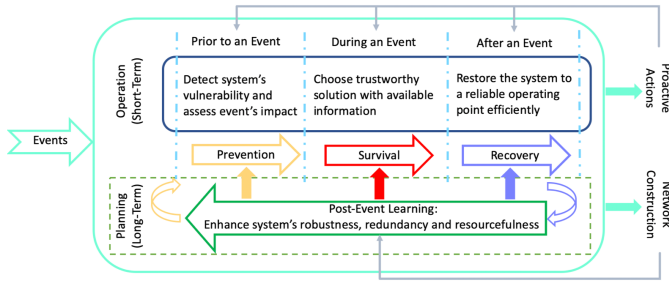 Prior to an Event
During an Event
After an Event
Operation
(Short-Term)
Detect system's
vulnerability and
assess event's impact
Choose trustworthy
solution with available
information
Restore the system to
a reliable operating
point efficiently
Proactive
Actions
Events
Prevention
Survival
Recovery
Planning
(Long-Term)
Post-Event Learning:
Enhance system's robustness, redundancy and resourcefulness
Network
Construction